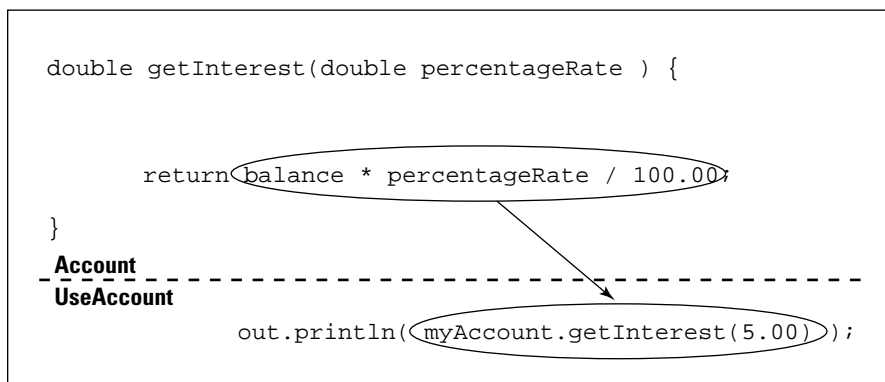 double getInterest(double percentageRate ) {
return balance * percentageRate / 100.00;
}
Account
UseAccount
out.println( myAccount.getInterest(5.00) );